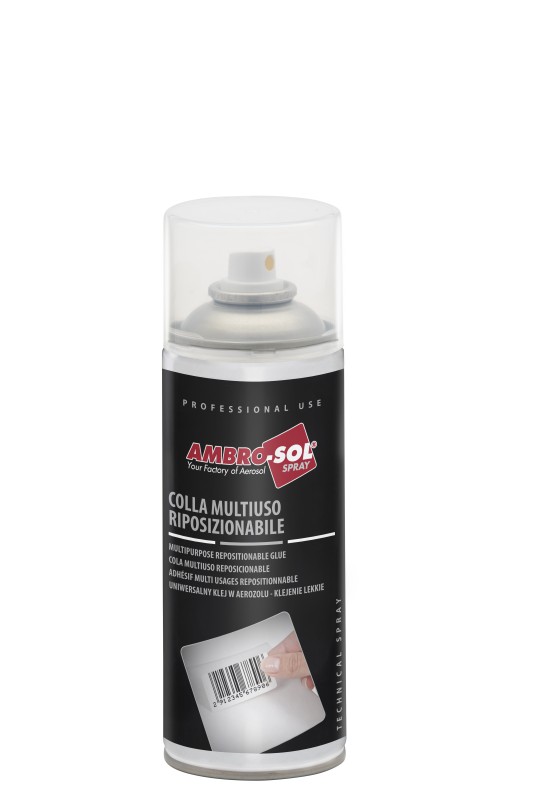 PROFESSIONAL USE
AMBRO-SOL®
SPRAY
Your Factory of Aerosol
COLLA MULTIUSO
RIPOSIZIONABILE
MULTIPURPOSE REPOSITIONABLE GLUE
COLA MULTIUSO REPOSICIONABLE
ADHÉSIF MULTI USAGES REPOSITIONNABLE
UNIWERSALNY KLEJ W AEROZOLU - KLEJENIE LEKKIE
TECHNICAL SPRAY